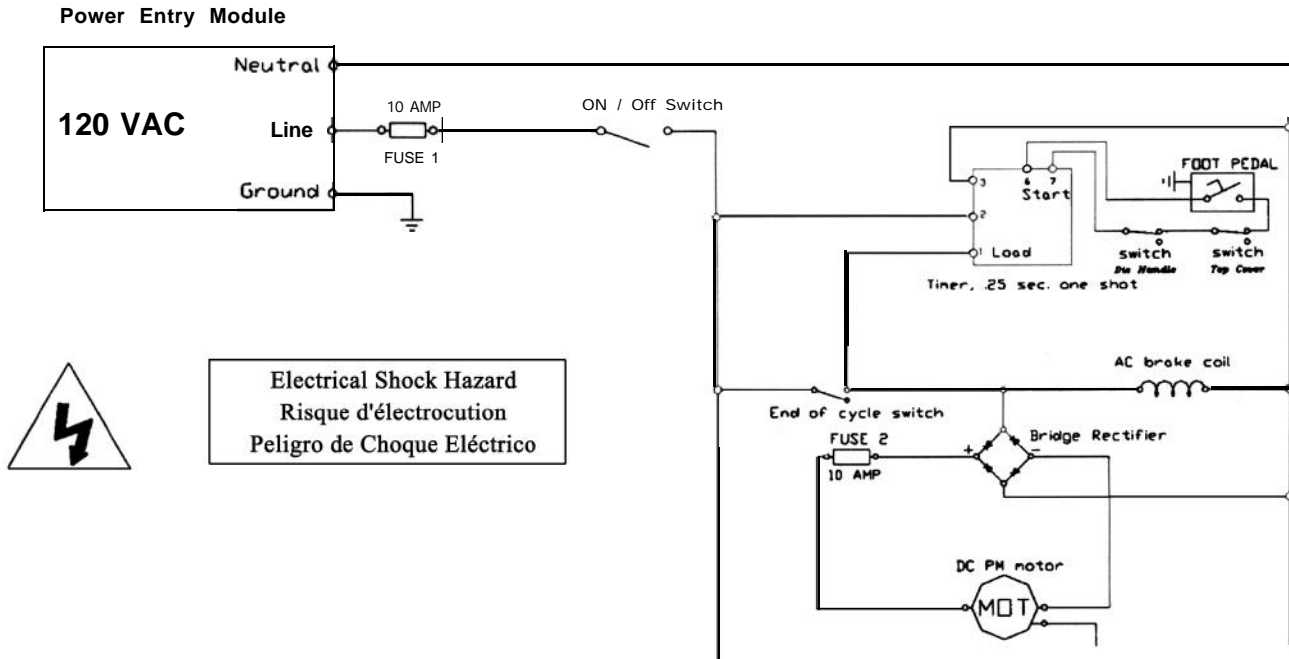 Power Entry Module
120 VAC
Neutral
Line
Ground
10 AMP
FUSE 1
ON / Off Switch
3
2
1 Load
6 7
Start
FOOT PEDAL
switch
Die Handle
switch
Top Cover
Timer, .25 sec. one shot
AC brake coil
End of cycle switch
FUSE 2
10 AMP
+
-
Bridge Rectifier
DC PM motor
MOT
Electrical Shock Hazard
Risque d'électrocution
Peligro de Choque Eléctrico